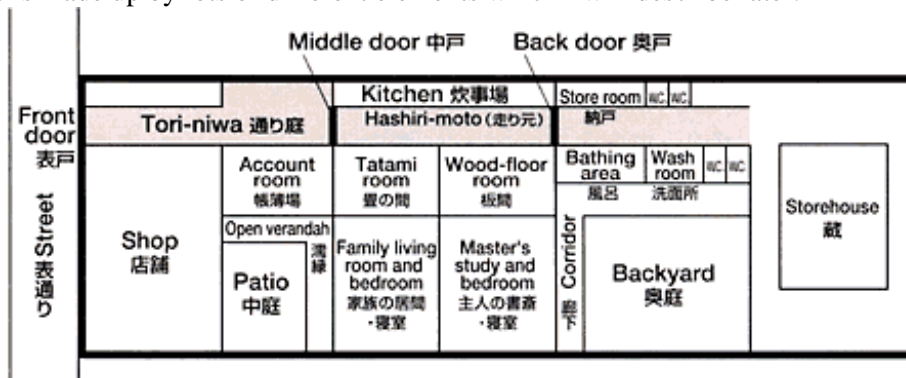 Middle door 中戸
Back door 奥戸
Front
door
表戸
Street
表通り
Tori-niwa 通り庭
Kitchen 炊事場
Hashiri-moto (走り元)
Store room
納戸
W.C.
W.C.
Shop
店舗
Account
room
帳簿場
Tatami
room
畳の間
Wood-floor
room
板間
Bathing
area
風呂
Wash
room
洗面所
W.C.
W.C.
Storehouse
蔵
Open verandah
濡縁
Patio
中庭
Family living
room and
bedroom
家族の居間
・寝室
Master's
study and
bedroom
主人の書斎
・寝室
Corridor
廊下
Backyard
奥庭